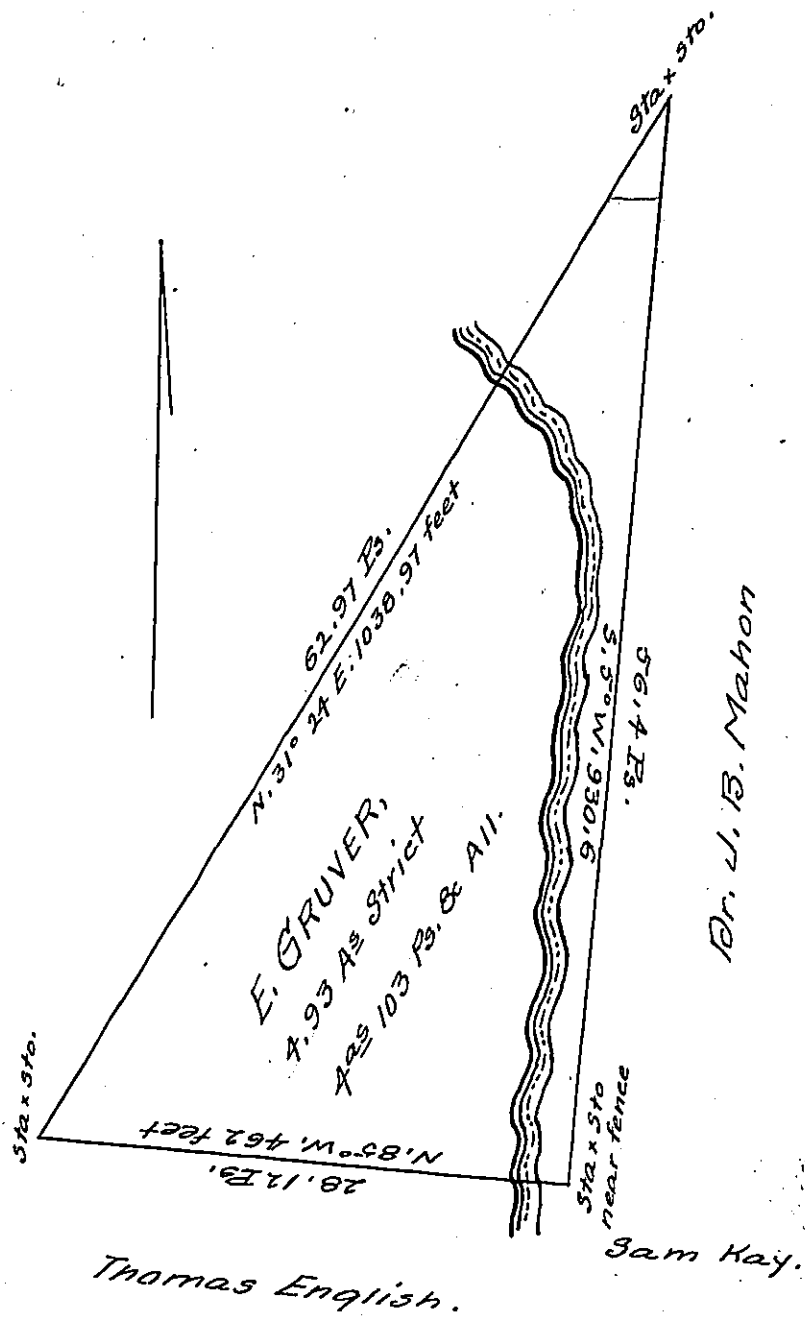 Sta x Sto.
62.97 Ps.
N. 31° 24 E. 1038.97 feet
56.4 Ps.
S. 5° W. 930.6
Dr. J. B. Mahon
E. GRUVER,
4.93 As Strict
4as 103 Ps. & All.
Sta x Sto.
N. 85° W. 462 feet
28.12 Ps.
Sta x Sto
near fence
Sam Kay.
Thomas English.